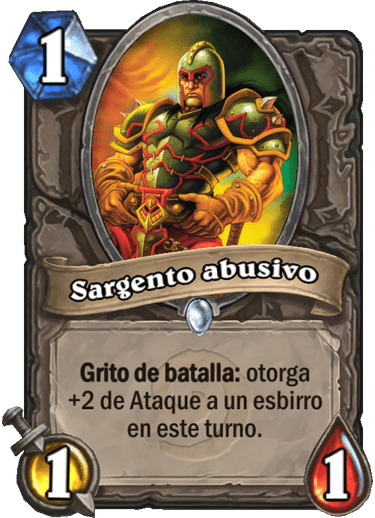 1
Sargento abusivo
Grito de batalla: otorga
+2 de Ataque a un esbirro
en este turno.
1
1